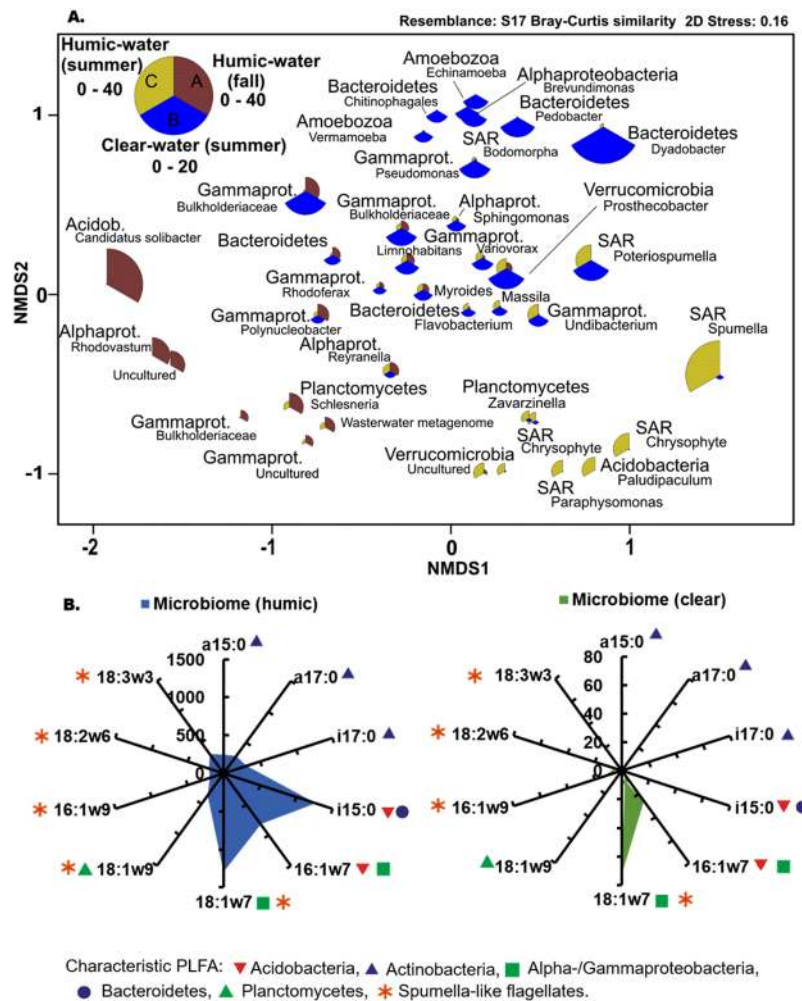 A.
Resemblance: S17 Bray-Curtis similarity 2D Stress: 0.16
Humic-water
(summer)
0 - 40
C
A
B
Humic-water
(fall)
0 - 40
Clear-water (summer)
0 - 20
Amoebozoa
Echinamoeba
Bacteroidetes
Chitinophagales
Alphaproteobacteria
Brevundimonas
Bacteroidetes
Pedobacter
Amoebozoa
Vermamoeba
SAR
Bodomorpha
Bacteroidetes
Dyadobacter
Gammaprot.
Pseudomonas
Gammaprot.
Bulkholderiaceae
Gammaprot.
Bulkholderiaceae
Alphaprot.
Sphingomonas
Verrucomicrobia
Prosthecobacter
Acidob.
Candidatus solibacter
Bacteroidetes
Limnohabitans
Gammaprot.
Variovorax
SAR
Poteriospumella
Gammaprot.
Rhodoferax
Myroides
Massila
Gammaprot.
Polynucleobacter
Bacteroidetes
Flavobacterium
Gammaprot.
Undibacterium
SAR
Spumella
Alphaprot.
Rhodovastum
Uncultured
Alphaprot.
Reyranella
Planctomycetes
Schlesneria
Planctomycetes
Zavarzinella
Gammaprot.
Bulkholderiaceae
Wasterwater metagenome
SAR
Chrysophyte
SAR
Chrysophyte
Gammaprot.
Uncultured
Verrucomicrobia
Uncultured
SAR
Paraphysomonas
Acidobacteria
Paludipaculum
NMDS2
1
0
-1
-2
-1
0
1
NMDS1
B.
Microbiome (humic)
a15:0
1500
1000
500
0
18:3w3
a17:0
18:2w6
i17:0
16:1w9
i15:0
18:1w9
16:1w7
18:1w7
Microbiome (clear)
a15:0
80
60
40
20
0
18:3w3
a17:0
18:2w6
i17:0
16:1w9
i15:0
18:1w9
16:1w7
18:1w7
Characteristic PLFA: Acidobacteria, Actinobacteria, Alpha-/Gammaproteobacteria,
Bacteroidetes, Planctomycetes, Spumella-like flagellates.